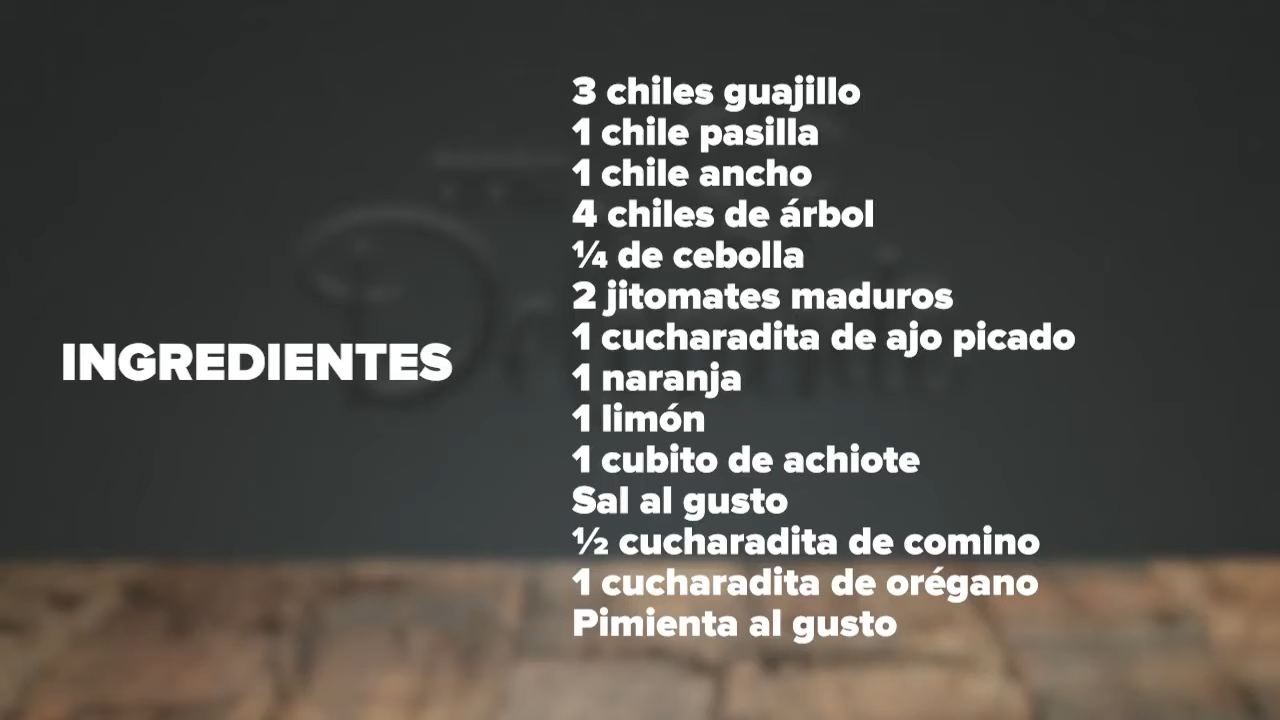 INGREDIENTES
3 chiles guajillo
1 chile pasilla
1 chile ancho
4 chiles de árbol
¼ de cebolla
2 jitomates maduros
1 cucharadita de ajo picado
1 naranja
1 limón
1 cubito de achiote
Sal al gusto
½ cucharadita de comino
1 cucharadita de orégano
Pimienta al gusto